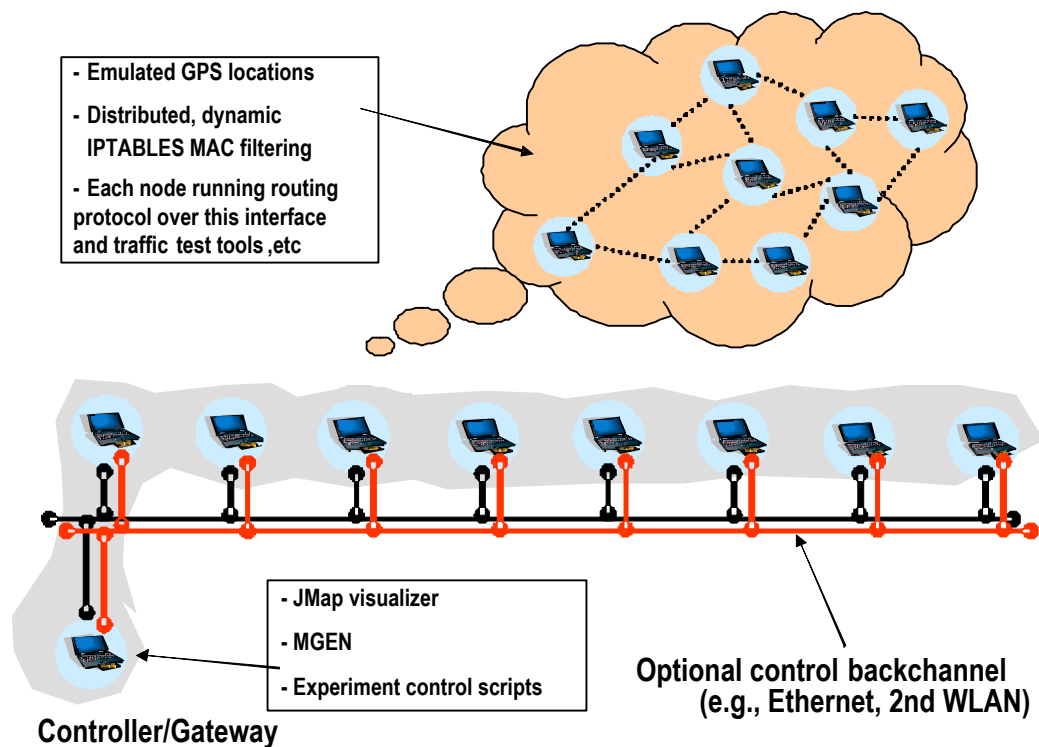 - Emulated GPS locations
- Distributed, dynamic
IPTABLES MAC filtering
- Each node running routing
protocol over this interface
and traffic test tools ,etc
- JMap visualizer
- MGEN
- Experiment control scripts
Optional control backchannel
(e.g., Ethernet, 2nd WLAN)
Controller/Gateway